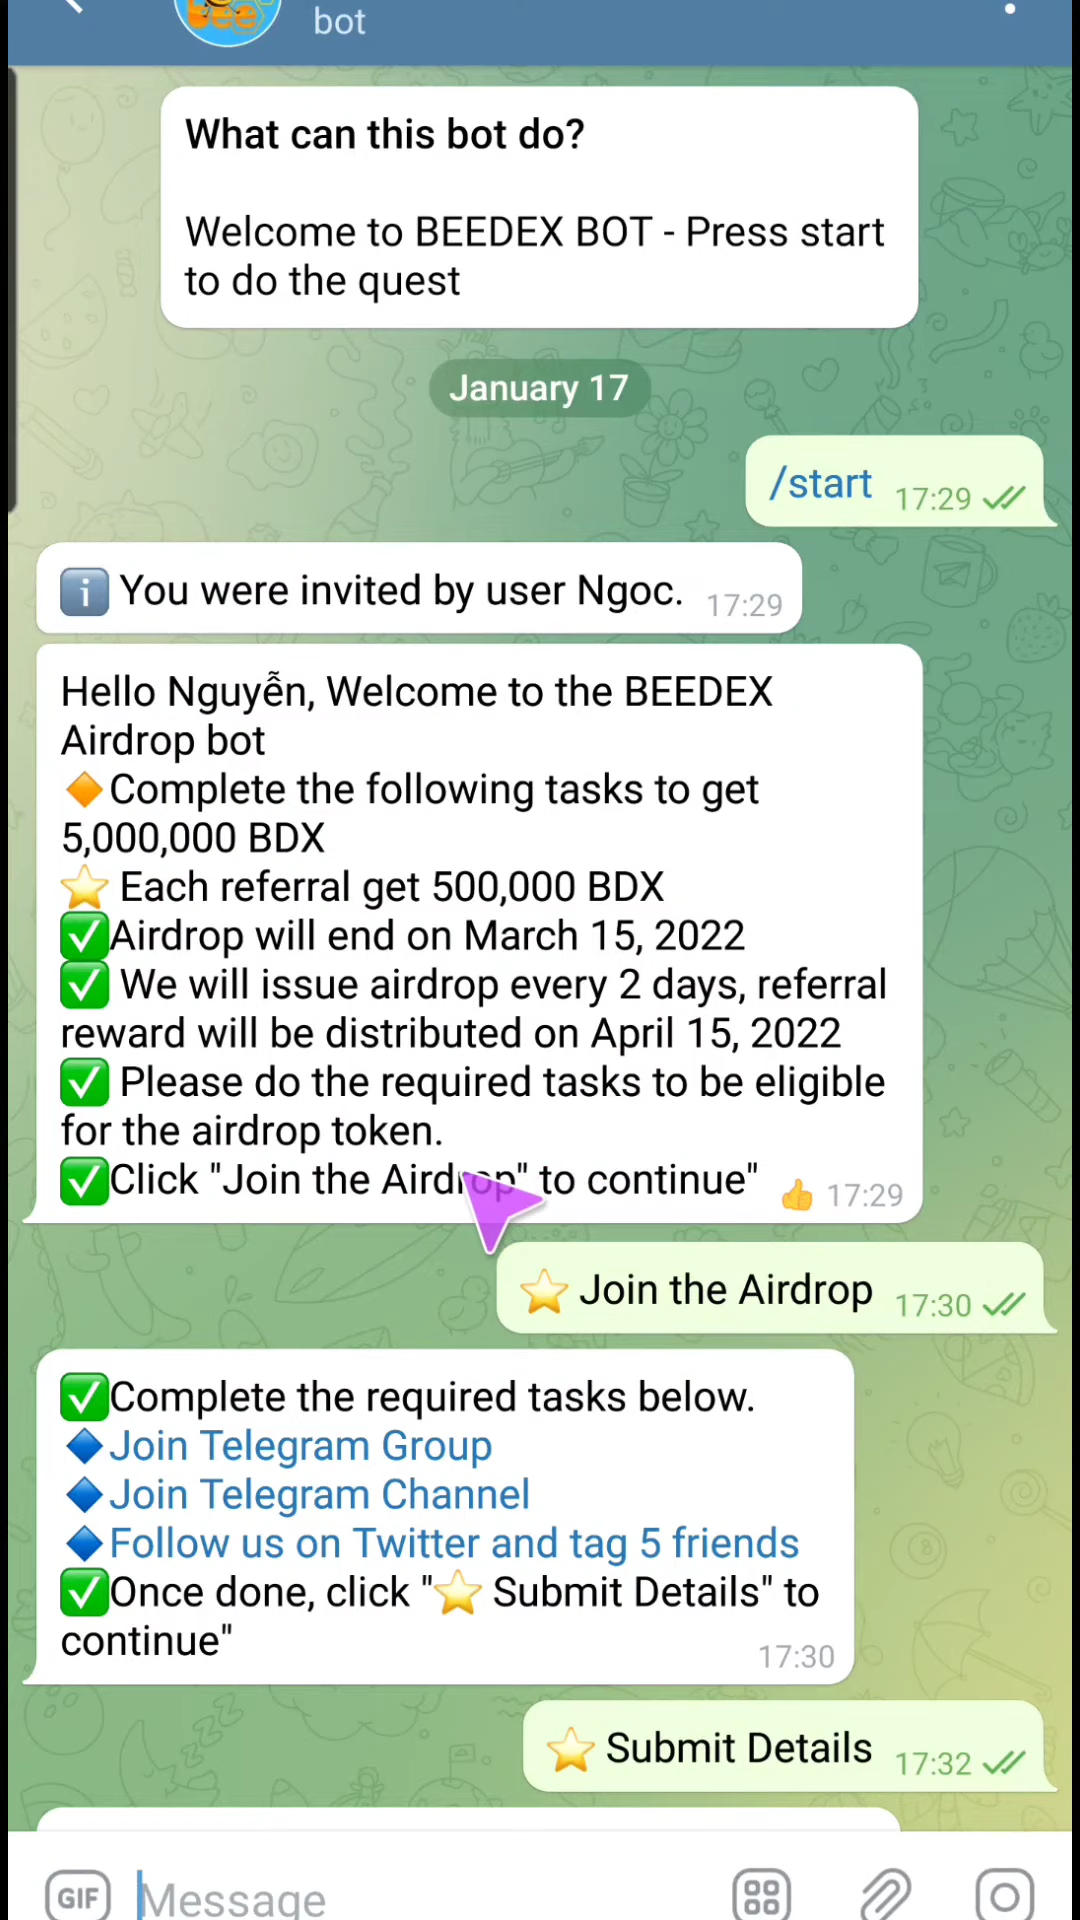 Bee
bot
What can this bot do?
Welcome to BEEDEX BOT - Press start
to do the quest
January 17
/start 17:29
i You were invited by user Ngoc. 17:29
Hello Nguyễn, Welcome to the BEEDEX
Airdrop bot
🔶Complete the following tasks to get
5,000,000 BDX
⭐ Each referral get 500,000 BDX
✅Airdrop will end on March 15, 2022
✅ We will issue airdrop every 2 days, referral
reward will be distributed on April 15, 2022
✅ Please do the required tasks to be eligible
for the airdrop token.
✅Click "Join the Airdrop" to continue" 👍 17:29
⭐ Join the Airdrop 17:30
✅Complete the required tasks below.
🔷Join Telegram Group
🔷Join Telegram Channel
🔷Follow us on Twitter and tag 5 friends
✅Once done, click "⭐ Submit Details" to
continue"
17:30
⭐ Submit Details 17:32
GIF Message